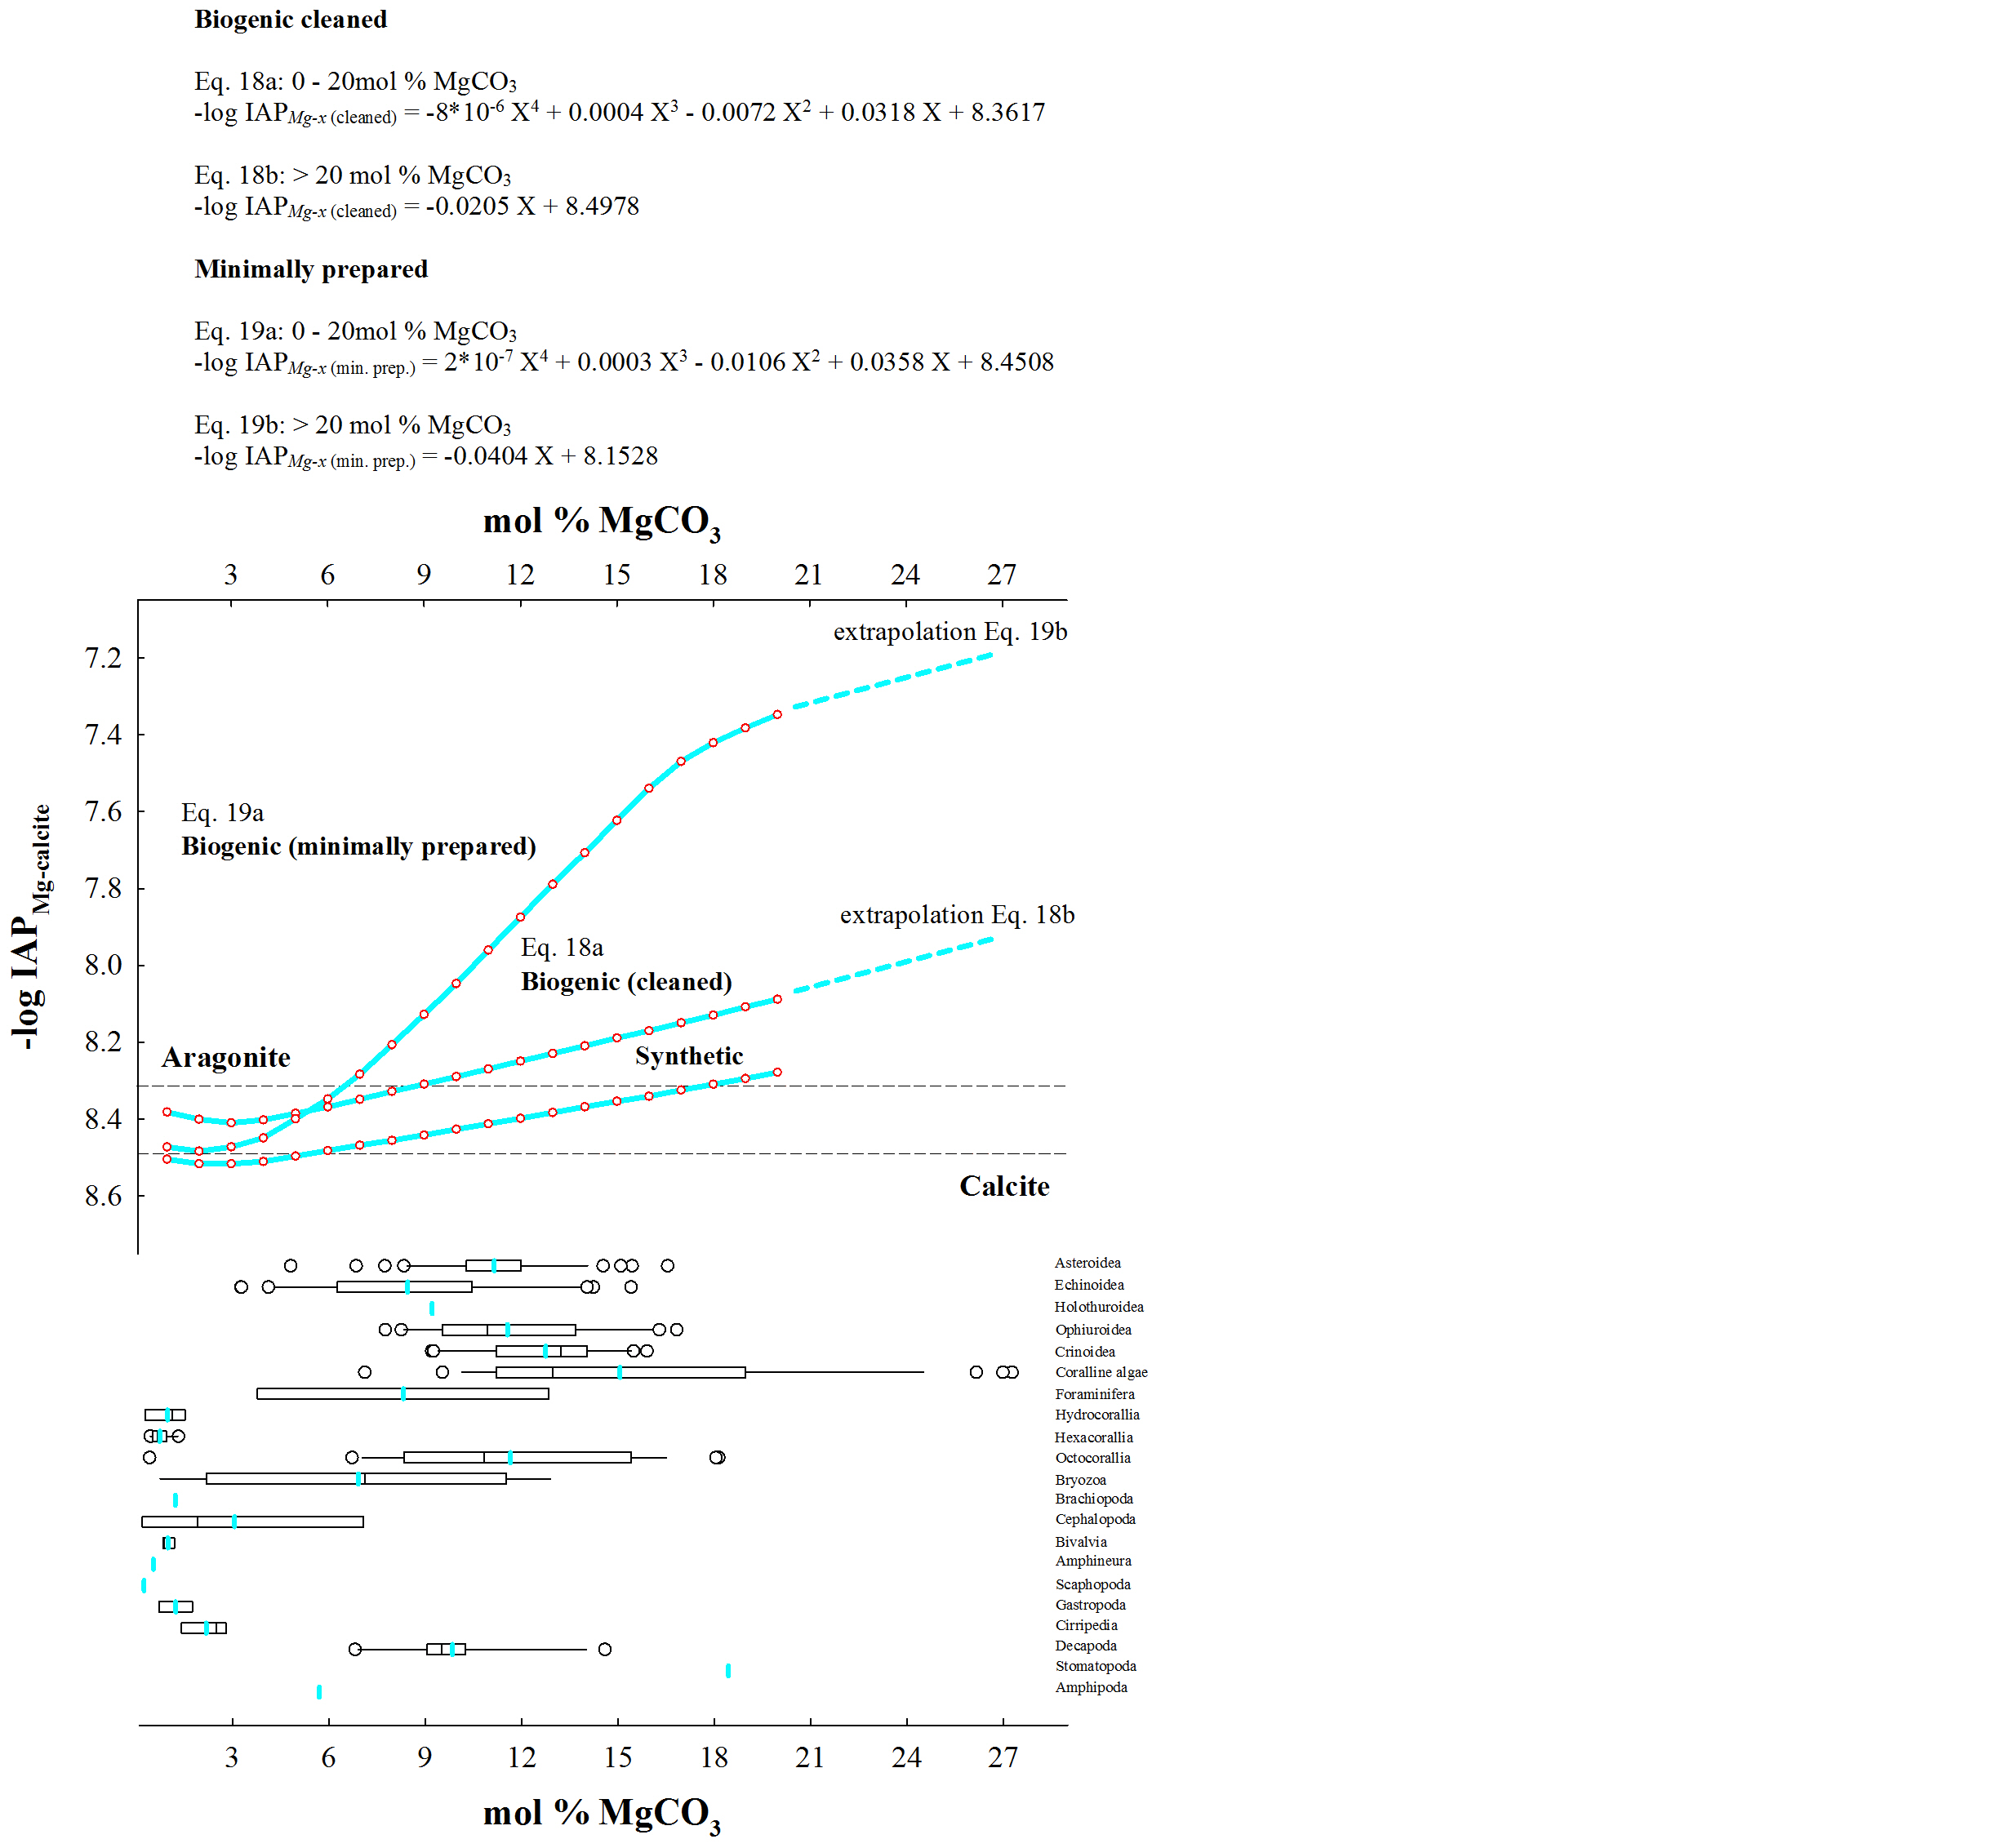 Biogenic cleaned
Eq. 18a: 0 - 20mol % MgCO₃
-log IAP_Mg-x (cleaned) = -8*10⁻⁶ X⁴ + 0.0004 X³ - 0.0072 X² + 0.0318 X + 8.3617
Eq. 18b: > 20 mol % MgCO₃
-log IAP_Mg-x (cleaned) = -0.0205 X + 8.4978
Minimally prepared
Eq. 19a: 0 - 20mol % MgCO₃
-log IAP_Mg-x (min. prep.) = 2*10⁻⁷ X⁴ + 0.0003 X³ - 0.0106 X² + 0.0358 X + 8.4508
Eq. 19b: > 20 mol % MgCO₃
-log IAP_Mg-x (min. prep.) = -0.0404 X + 8.1528
mol % MgCO₃
3 6 9 12 15 18 21 24 27
extrapolation Eq. 19b
7.2
7.4
7.6
Eq. 19a
Biogenic (minimally prepared)
7.8
extrapolation Eq. 18b
Eq. 18a
8.0
Biogenic (cleaned)
8.2
Aragonite
Synthetic
8.4
8.6
Calcite
-log IAP_Mg-calcite
Asteroidea
Echinoidea
Holothuroidea
Ophiuroidea
Crinoidea
Coralline algae
Foraminifera
Hydrocorallia
Hexacorallia
Octocorallia
Bryozoa
Brachiopoda
Cephalopoda
Bivalvia
Amphineura
Scaphopoda
Gastropoda
Cirripedia
Decapoda
Stomatopoda
Amphipoda
3 6 9 12 15 18 21 24 27
mol % MgCO₃